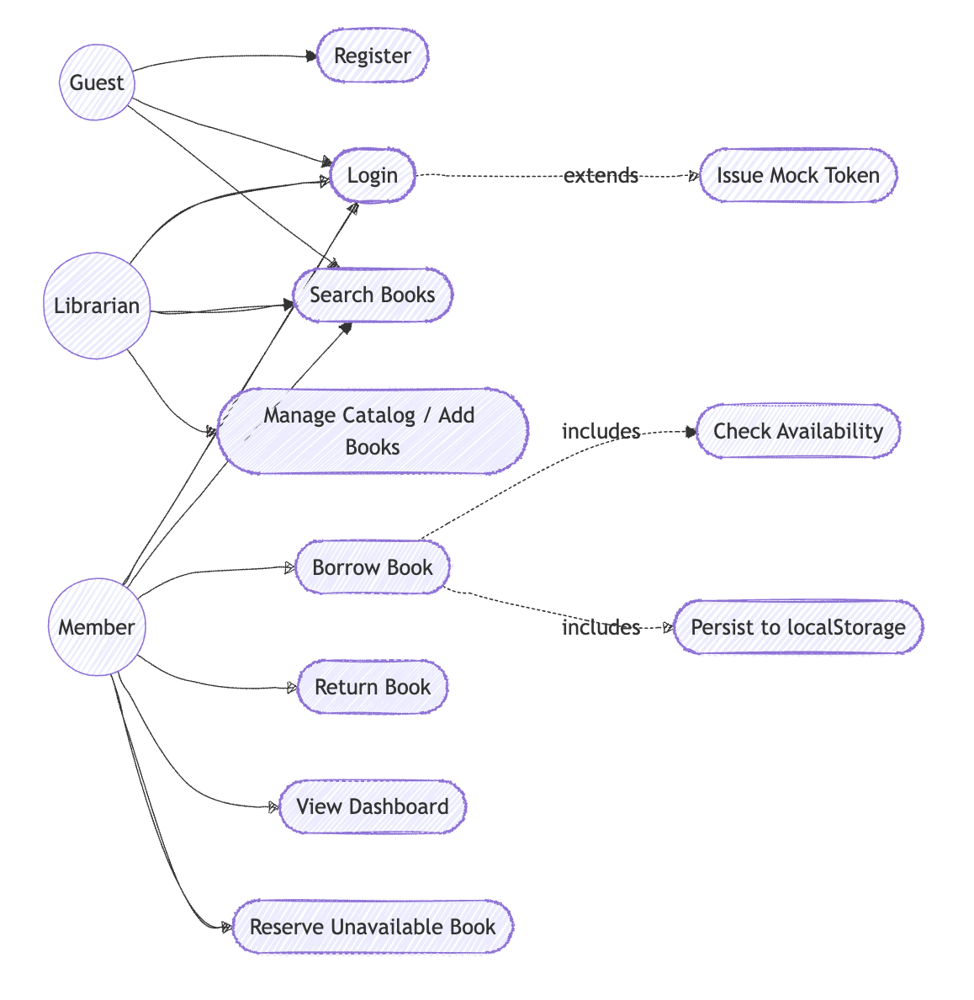 Register
Guest
Login
extends
Issue Mock Token
Search Books
Librarian
Manage Catalog / Add
Books
includes
Check Availability
Borrow Book
Member
includes
Persist to localStorage
Return Book
View Dashboard
Reserve Unavailable Book